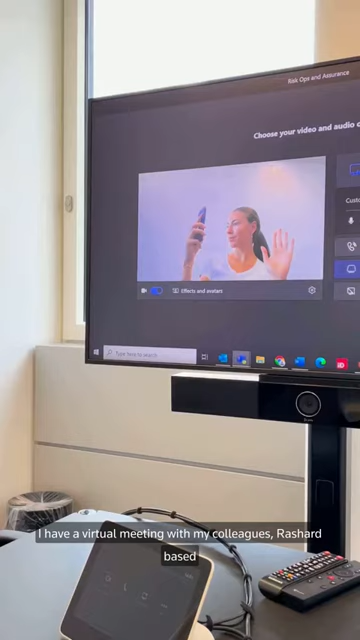 Risk Ops and Assurance
Choose your video and audio o
Custo
Effects and avatars
Type here to search
I have a virtual meeting with my colleagues, Rashard
based